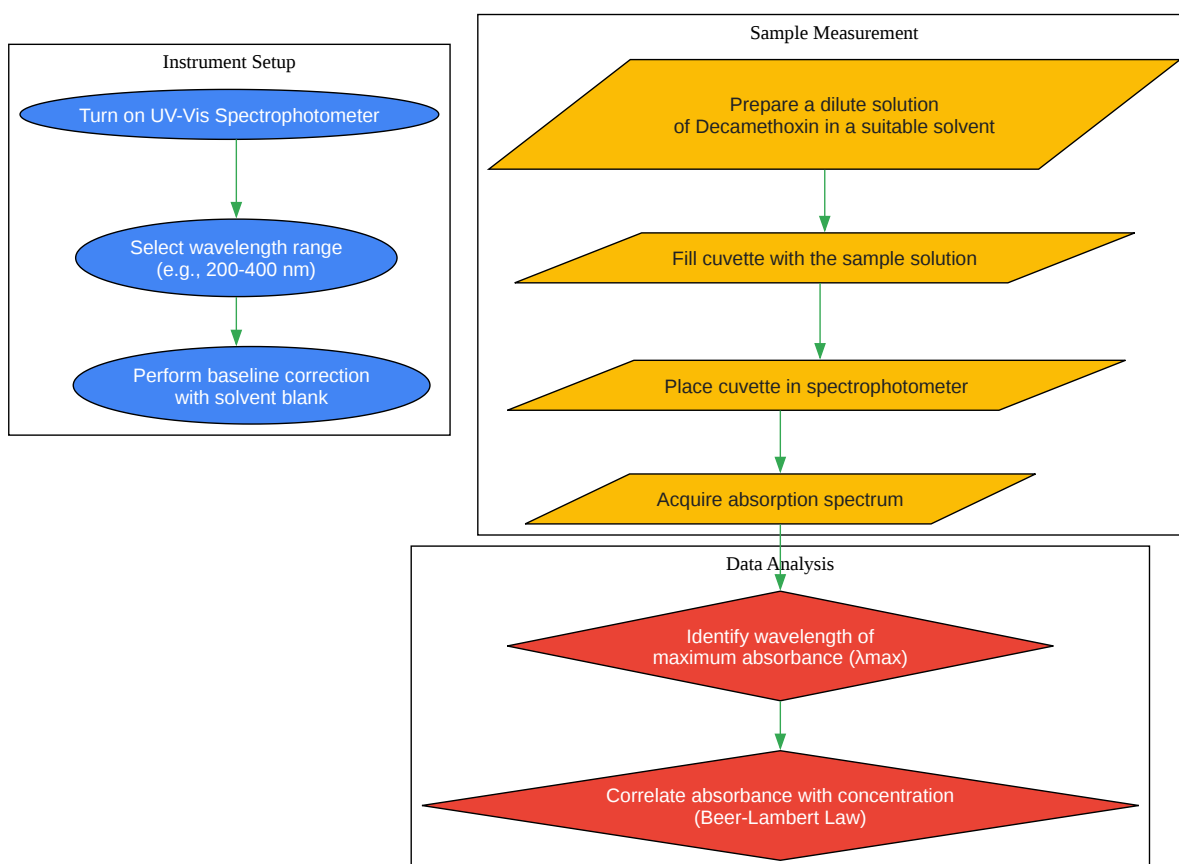 Instrument Setup
Turn on UV-Vis Spectrophotometer
Select wavelength range
(e.g., 200-400 nm)
Perform baseline correction
with solvent blank
Sample Measurement
Prepare a dilute solution
of Decamethoxin in a suitable solvent
Fill cuvette with the sample solution
Place cuvette in spectrophotometer
Acquire absorption spectrum
Data Analysis
Identify wavelength of
maximum absorbance (λmax)
Correlate absorbance with concentration
(Beer-Lambert Law)